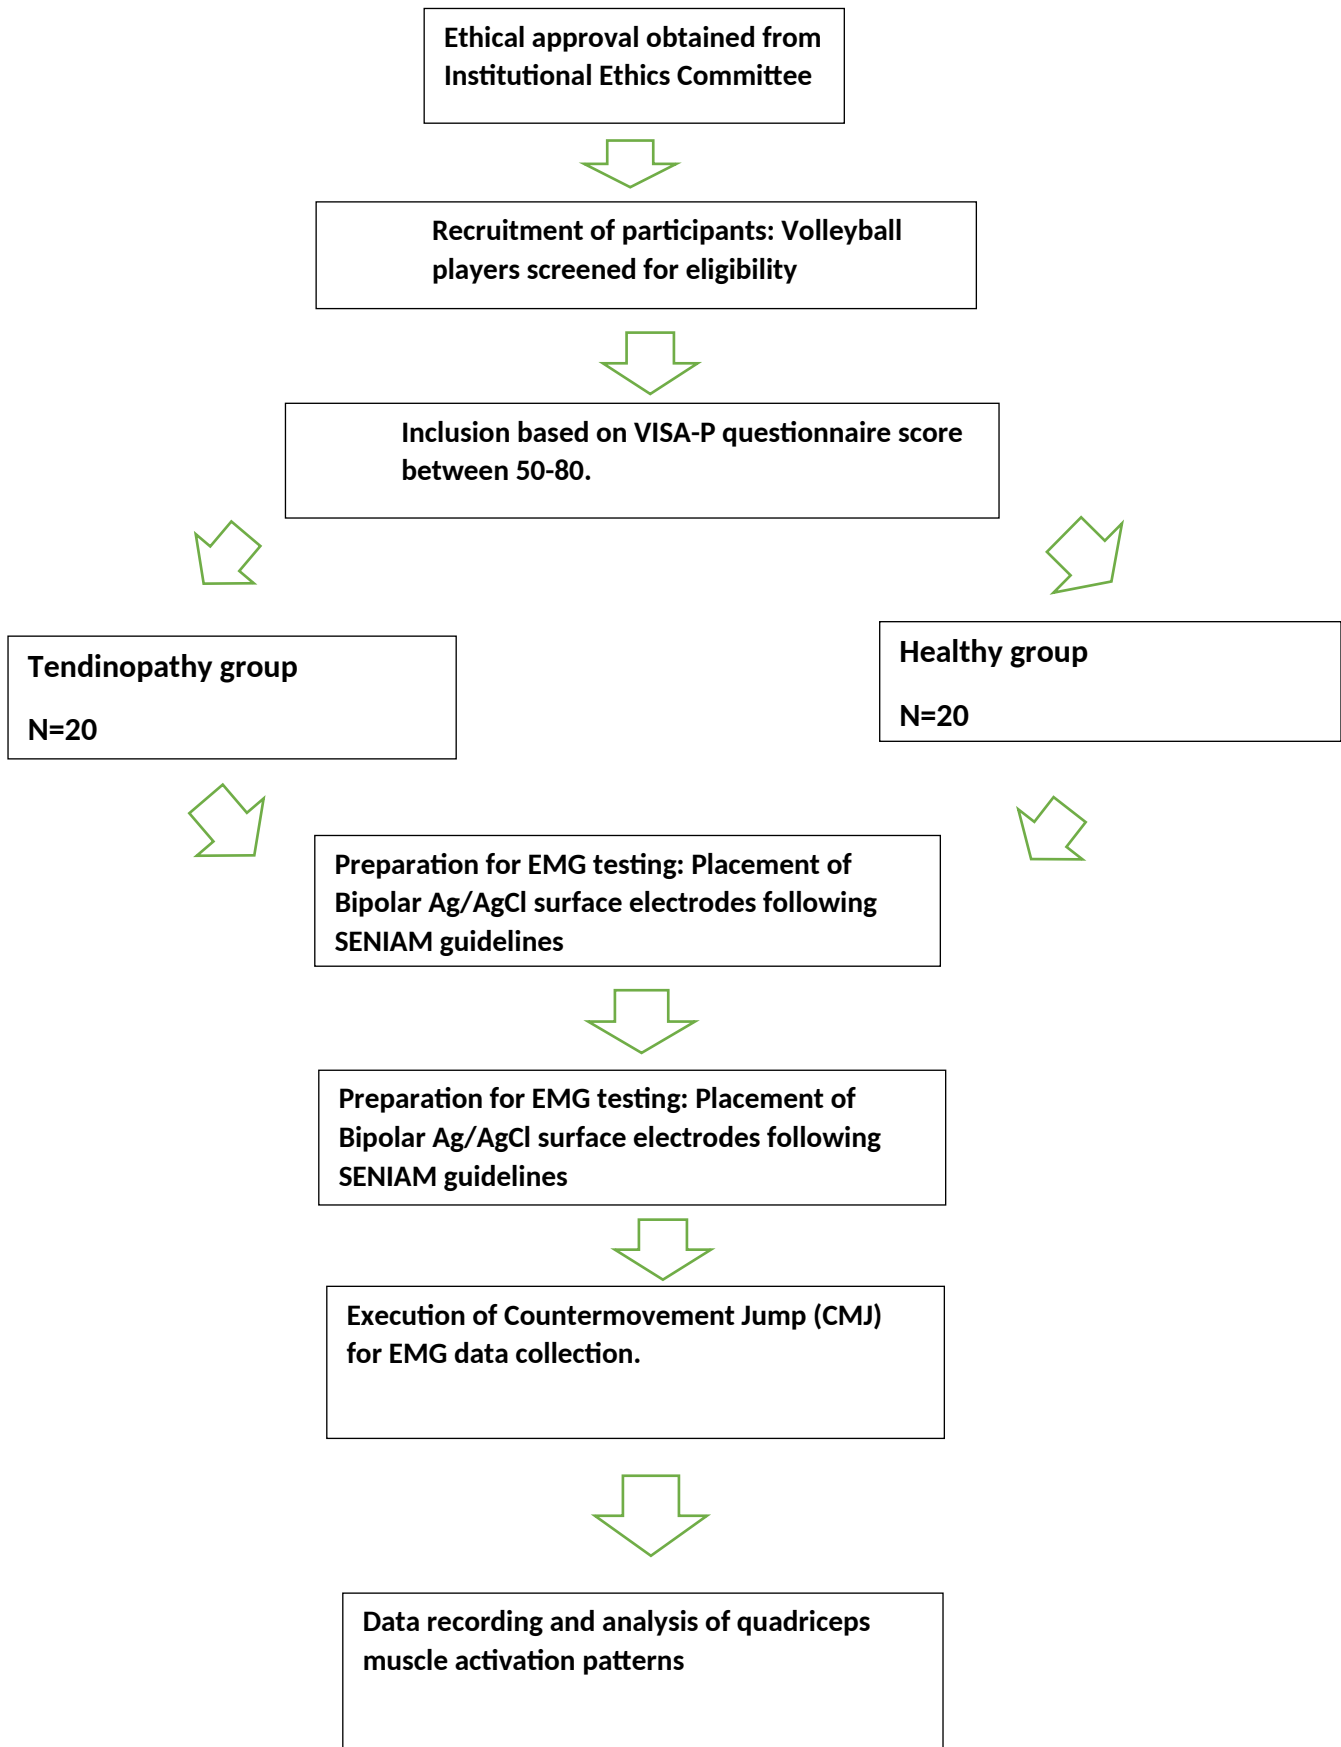 Ethical approval obtained from
Institutional Ethics Committee
Recruitment of participants: Volleyball
players screened for eligibility
Inclusion based on VISA-P questionnaire score
between 50-80.
Tendinopathy group
N=20
Healthy group
N=20
Preparation for EMG testing: Placement of
Bipolar Ag/AgCl surface electrodes following
SENIAM guidelines
Preparation for EMG testing: Placement of
Bipolar Ag/AgCl surface electrodes following
SENIAM guidelines
Execution of Countermovement Jump (CMJ)
for EMG data collection.
Data recording and analysis of quadriceps
muscle activation patterns